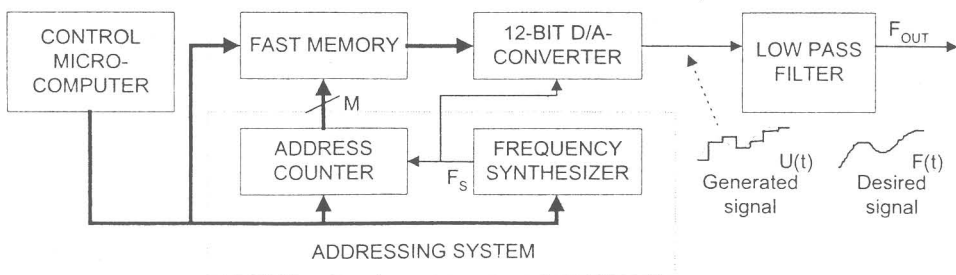 CONTROL
MICRO-
COMPUTER
FAST MEMORY
12-BIT D/A-
CONVERTER
LOW PASS
FILTER
F_OUT
M
ADDRESS
COUNTER
F_S
FREQUENCY
SYNTHESIZER
U(t)
Generated
signal
F(t)
Desired
signal
ADDRESSING SYSTEM